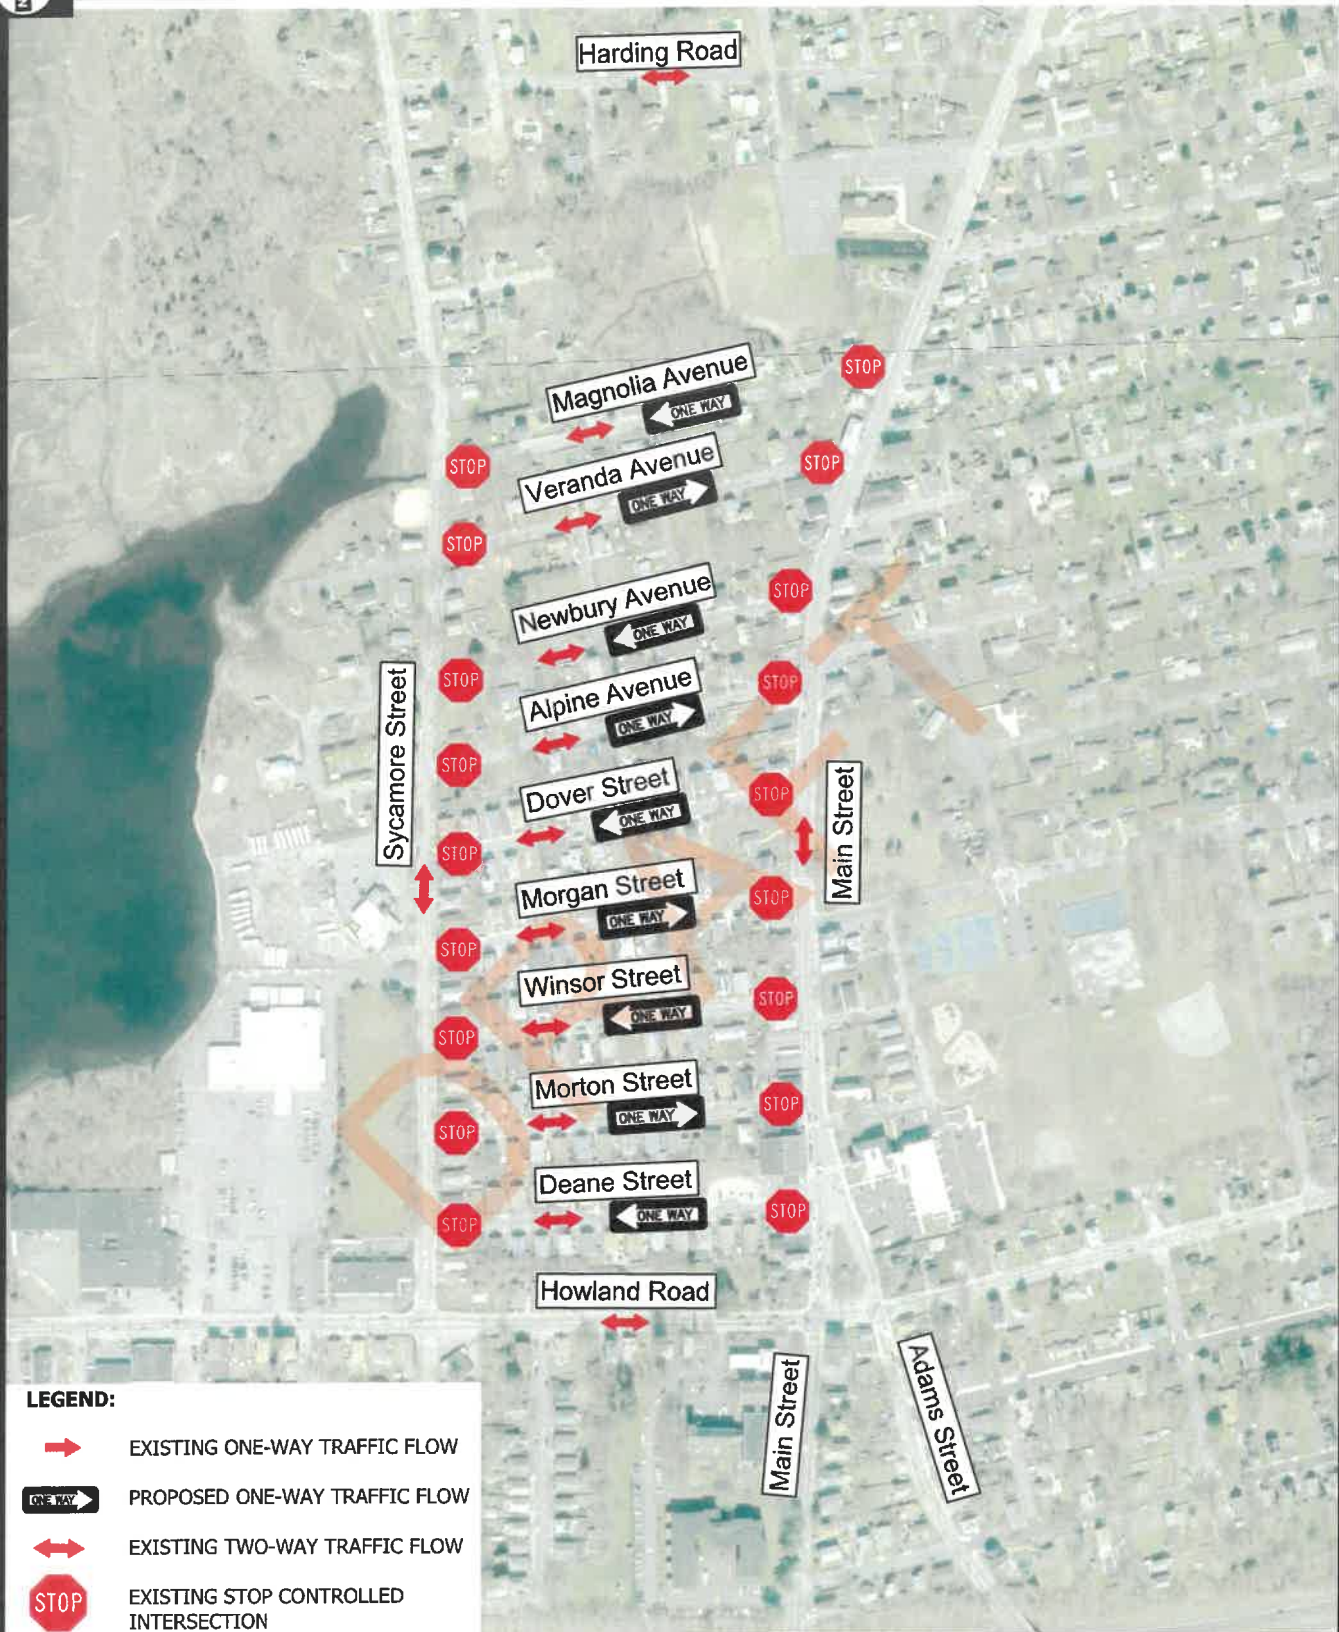 Harding Road
Magnolia Avenue
ONE WAY
STOP
STOP
Veranda Avenue
ONE WAY
STOP
STOP
Newbury Avenue
ONE WAY
STOP
STOP
Alpine Avenue
ONE WAY
STOP
STOP
Sycamore Street
Dover Street
ONE WAY
STOP
STOP
Main Street
Morgan Street
ONE WAY
STOP
STOP
Winsor Street
ONE WAY
STOP
STOP
Morton Street
ONE WAY
STOP
STOP
Deane Street
ONE WAY
STOP
STOP
Howland Road
Main Street
Adams Street
DRAFT
LEGEND:
EXISTING ONE-WAY TRAFFIC FLOW
ONE WAY
PROPOSED ONE-WAY TRAFFIC FLOW
EXISTING TWO-WAY TRAFFIC FLOW
STOP
EXISTING STOP CONTROLLED
INTERSECTION